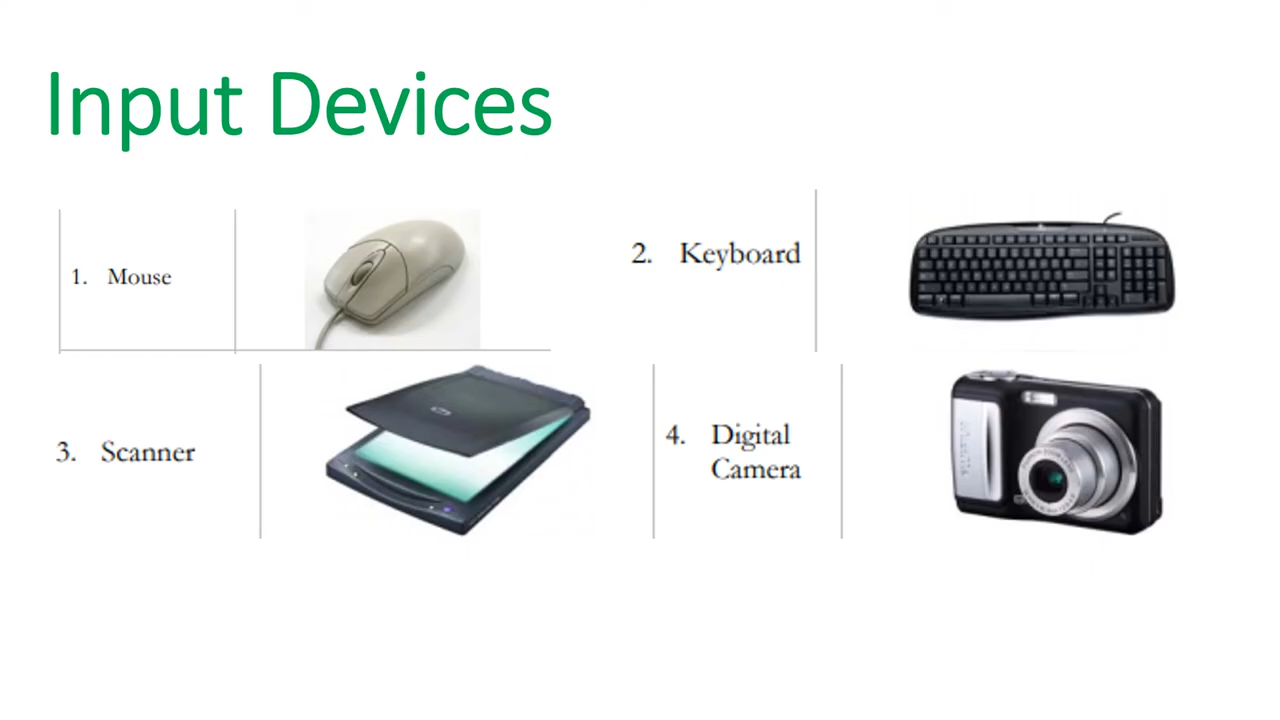 Input Devices
1. Mouse
2. Keyboard
3. Scanner
4. Digital
Camera